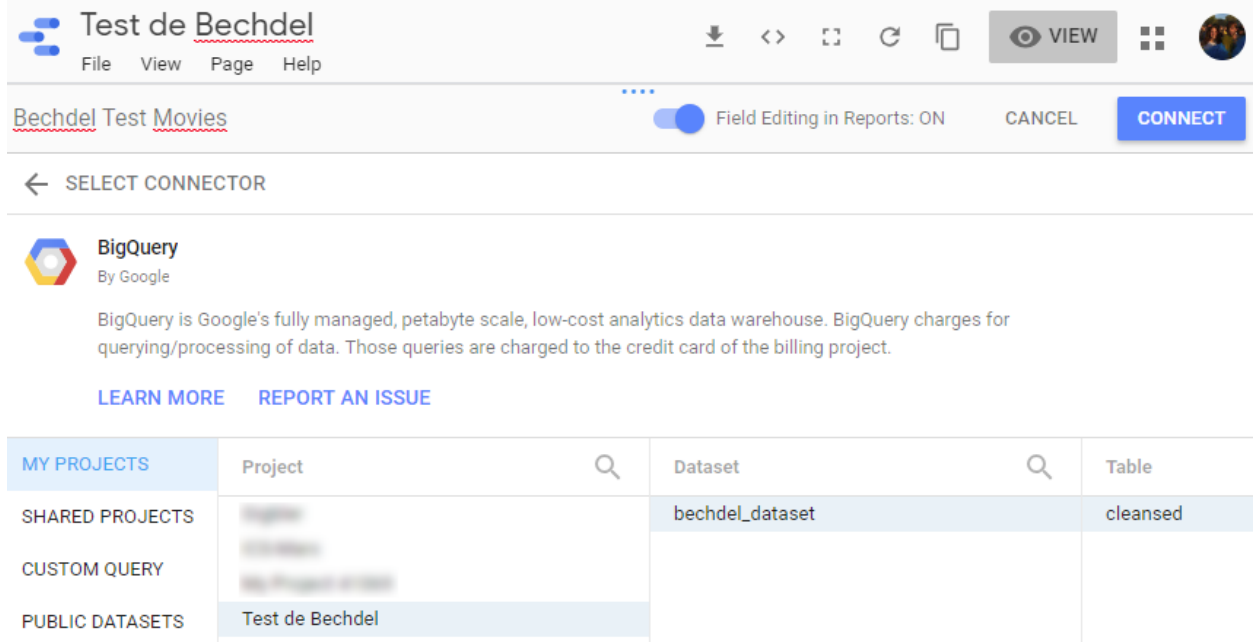 Test de Bechdel
File View Page Help
VIEW
Bechdel Test Movies
Field Editing in Reports: ON
CANCEL
CONNECT
SELECT CONNECTOR
BigQuery
By Google
BigQuery is Google's fully managed, petabyte scale, low-cost analytics data warehouse. BigQuery charges for
querying/processing of data. Those queries are charged to the credit card of the billing project.
LEARN MORE REPORT AN ISSUE
MY PROJECTS
Project
Dataset
Table
SHARED PROJECTS
bechdel_dataset
cleansed
CUSTOM QUERY
PUBLIC DATASETS
Test de Bechdel